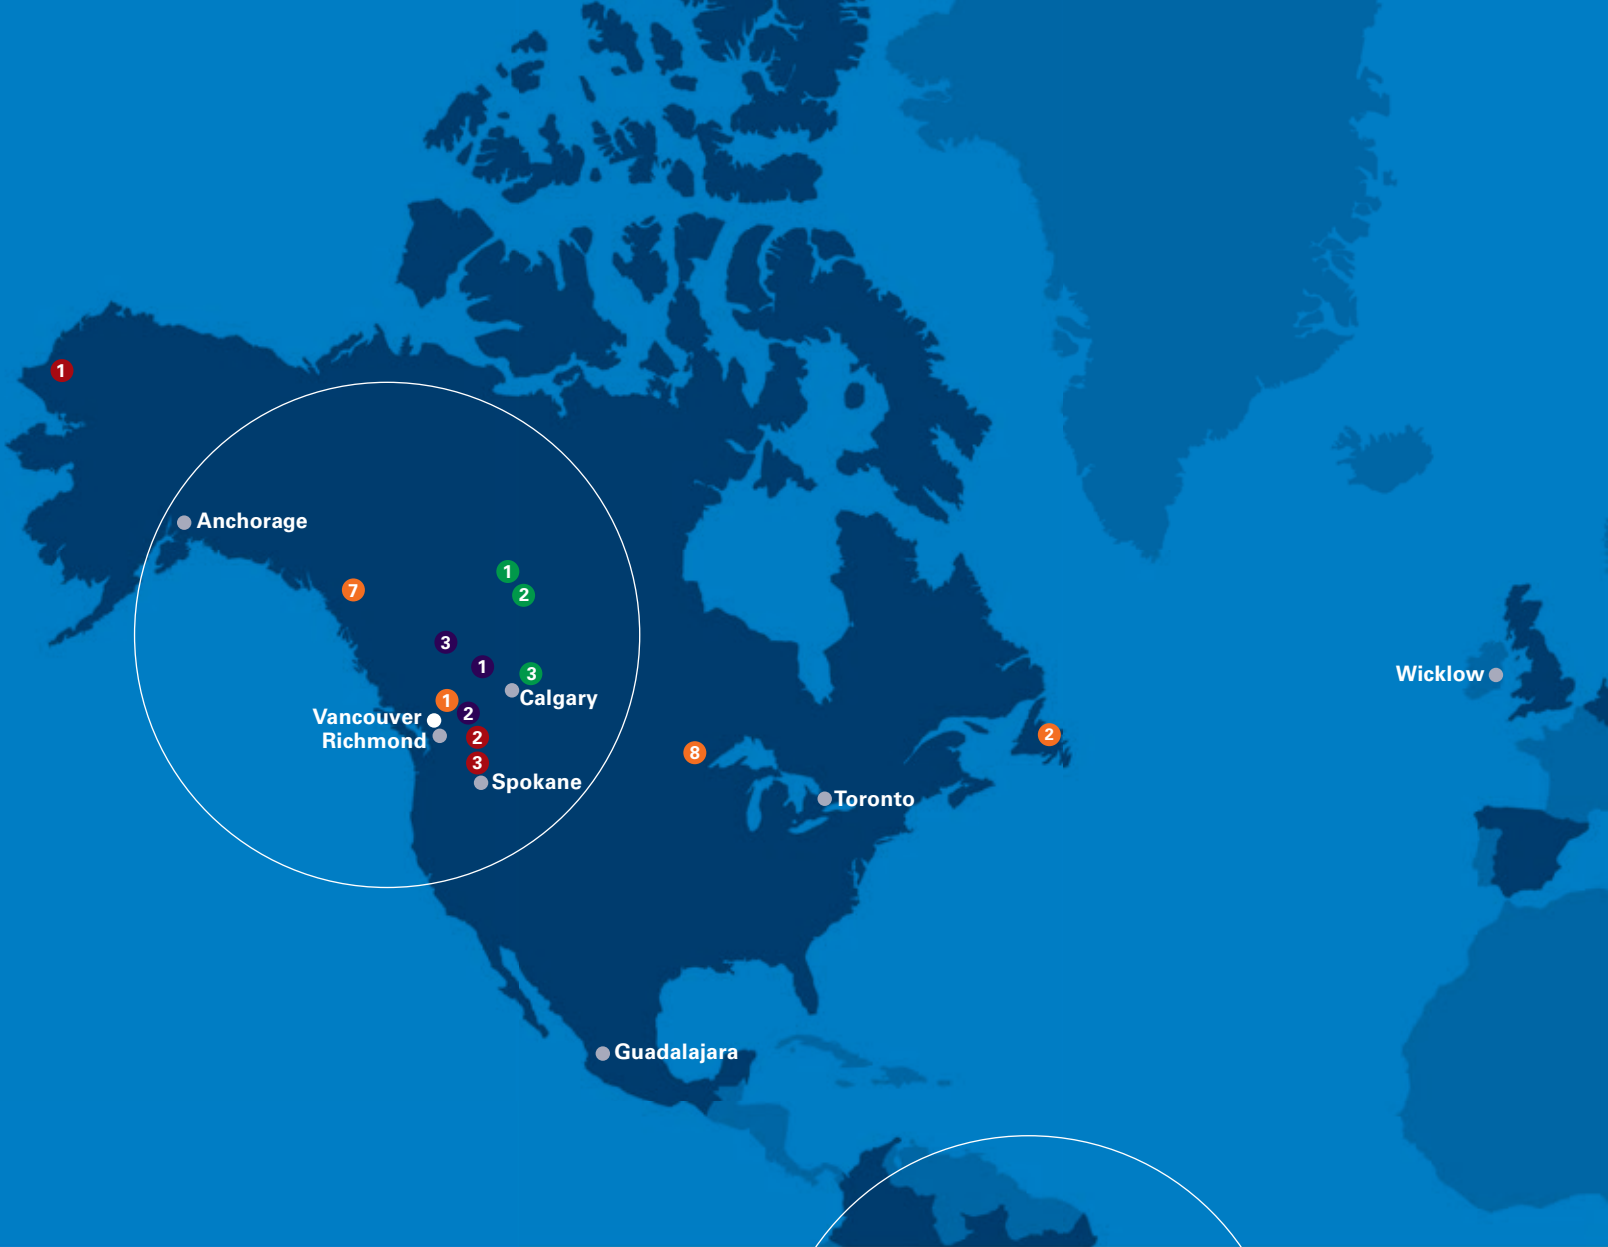 1
Anchorage
1
7
2
3
1
3
Calgary
1
2
Vancouver
Richmond
2
3
Spokane
8
Toronto
2
Wicklow
Guadalajara